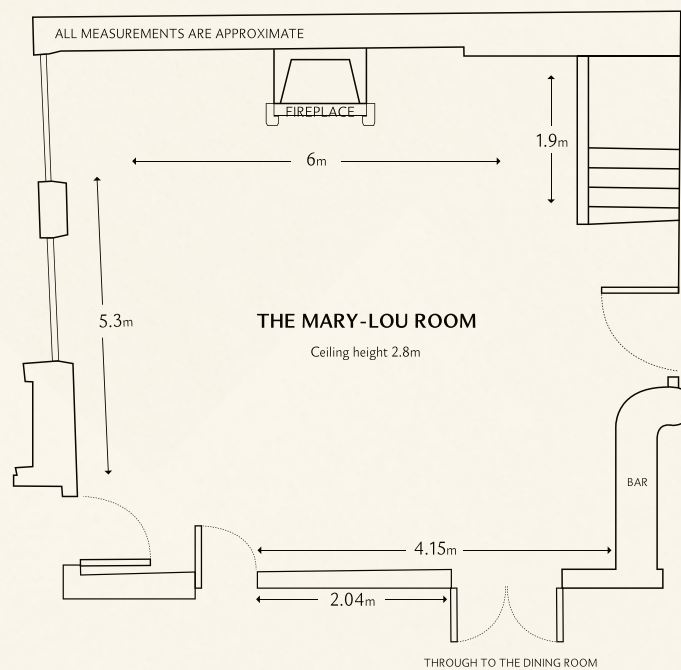 ALL MEASUREMENTS ARE APPROXIMATE
FIREPLACE
1.9m
6m
5.3m
THE MARY-LOU ROOM
Ceiling height 2.8m
BAR
4.15m
2.04m
THROUGH TO THE DINING ROOM